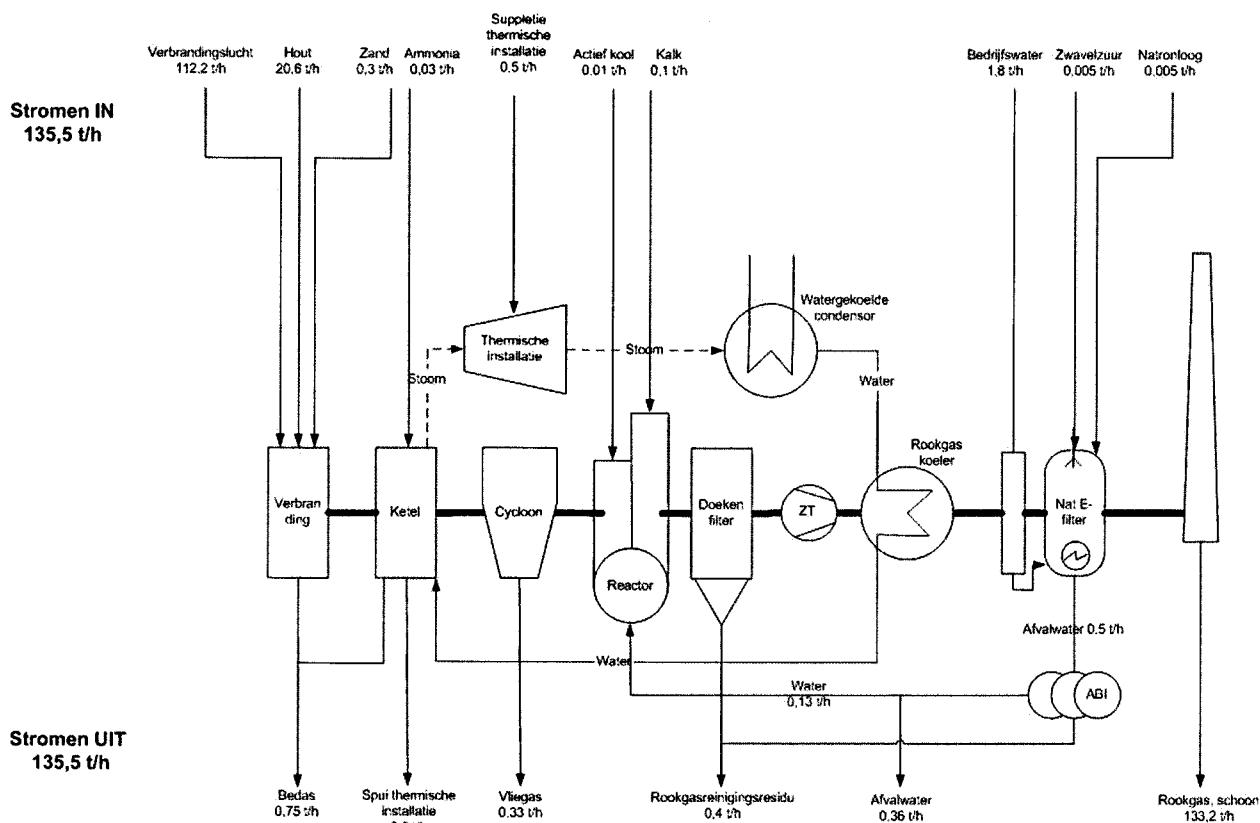 Suppletie
thermische
installatie
0.5 t/h
Verbrandingslucht
112,2 t/h
Hout
20,6 t/h
Zand
0,3 t/h
Ammonia
0,03 t/h
Actief kool
0.01 t/h
Kalk
0,1 t/h
Bedrijfswater
1,8 t/h
Zwavelzuur
0,005 t/h
Natronloog
0.005 t/h
Stromen IN
135,5 t/h
Watergekoelde
condensor
Thermische
installatie
Stoom
Stoom
Water
Rookgas
koeler
Verbran
ding
Ketel
Cycloon
Reactor
Doeken
filter
ZT
Nat E-
filter
Afvalwater 0.5 t/h
Water
Water
0,13 t/h
ABI
Stromen UIT
135,5 t/h
Bedas
0,75 t/h
Spui thermische
installatie
Vliegas
0.33 t/h
Rookgasreinigingsresidu
0,4 t/h
Afvalwater
0,36 t/h
Rookgas, schoon
133,2 t/h